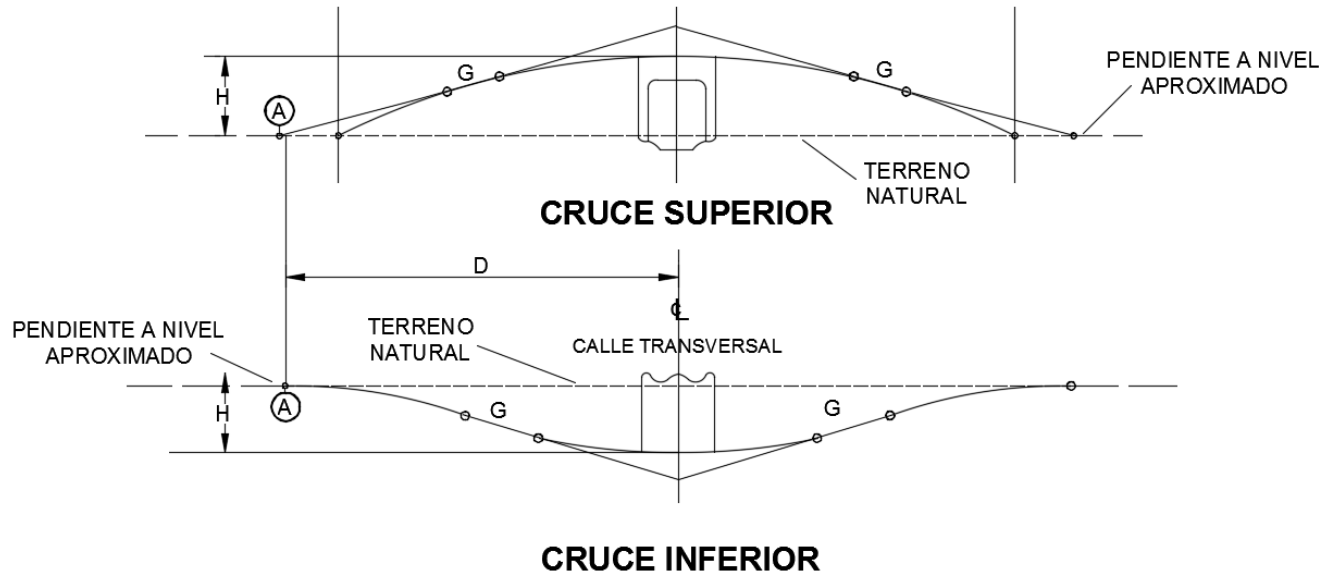 G
G
PENDIENTE A NIVEL
APROXIMADO
H
A
TERRENO
NATURAL
CRUCE SUPERIOR
D
℄
PENDIENTE A NIVEL
APROXIMADO
TERRENO
NATURAL
CALLE TRANSVERSAL
H
A
G
G
CRUCE INFERIOR